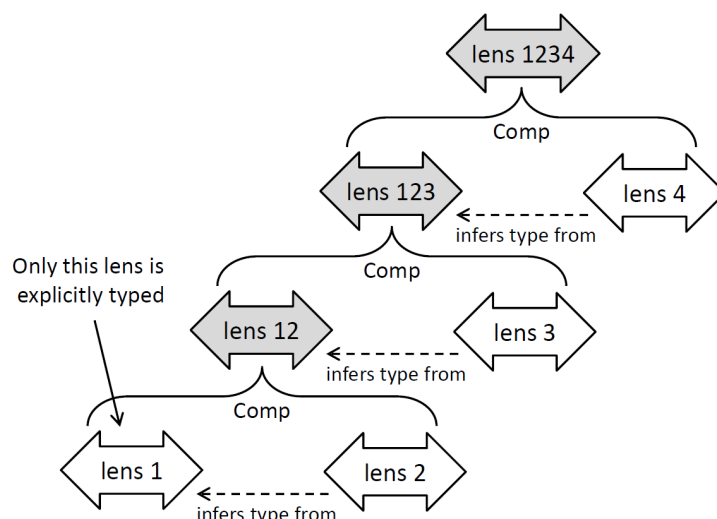 lens 1234
Comp
lens 123
lens 4
infers type from
Only this lens is
explicitly typed
Comp
lens 12
lens 3
infers type from
Comp
lens 1
lens 2
infers type from